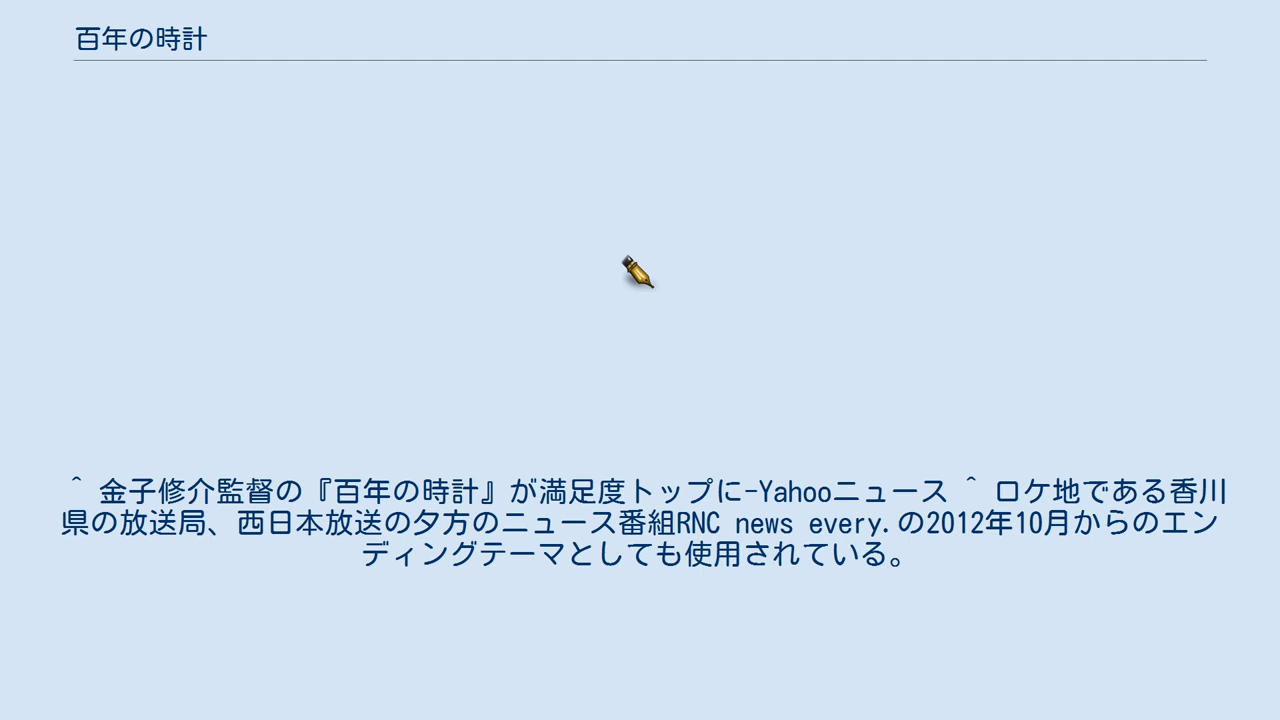 百年の時計
^ 金子修介監督の『百年の時計』が満足度トップに-Yahooニュース ^ ロケ地である香川
県の放送局、西日本放送の夕方のニュース番組RNC news every.の2012年10月からのエン
ディングテーマとしても使用されている。